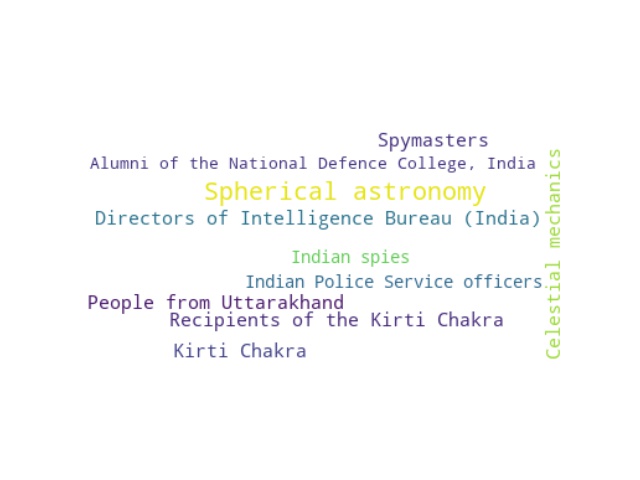 Spymasters
Alumni of the National Defence College, India
Spherical astronomy
Directors of Intelligence Bureau (India)
Indian spies
Indian Police Service officers
People from Uttarakhand
Recipients of the Kirti Chakra
Kirti Chakra
Celestial mechanics